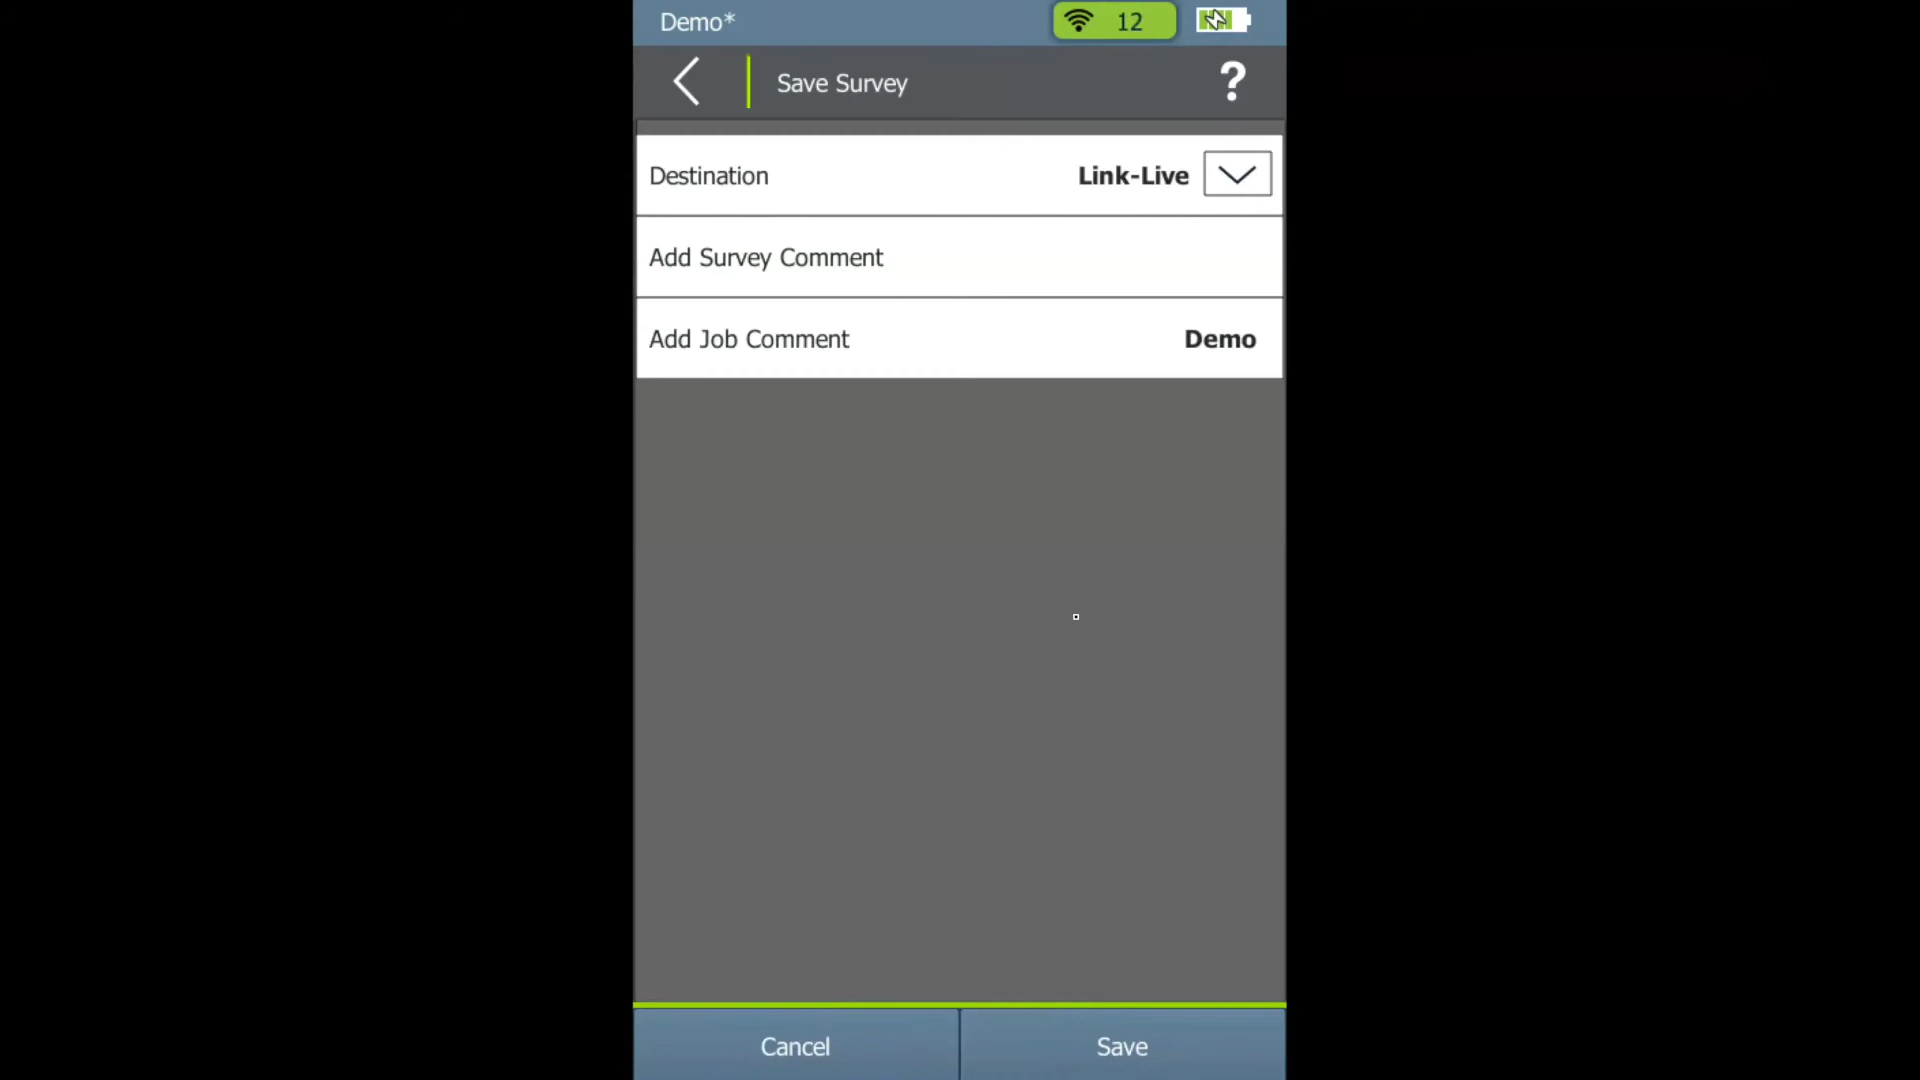 Demo* 12
Save Survey ?
Destination Link-Live
Add Survey Comment
Add Job Comment Demo
Cancel Save